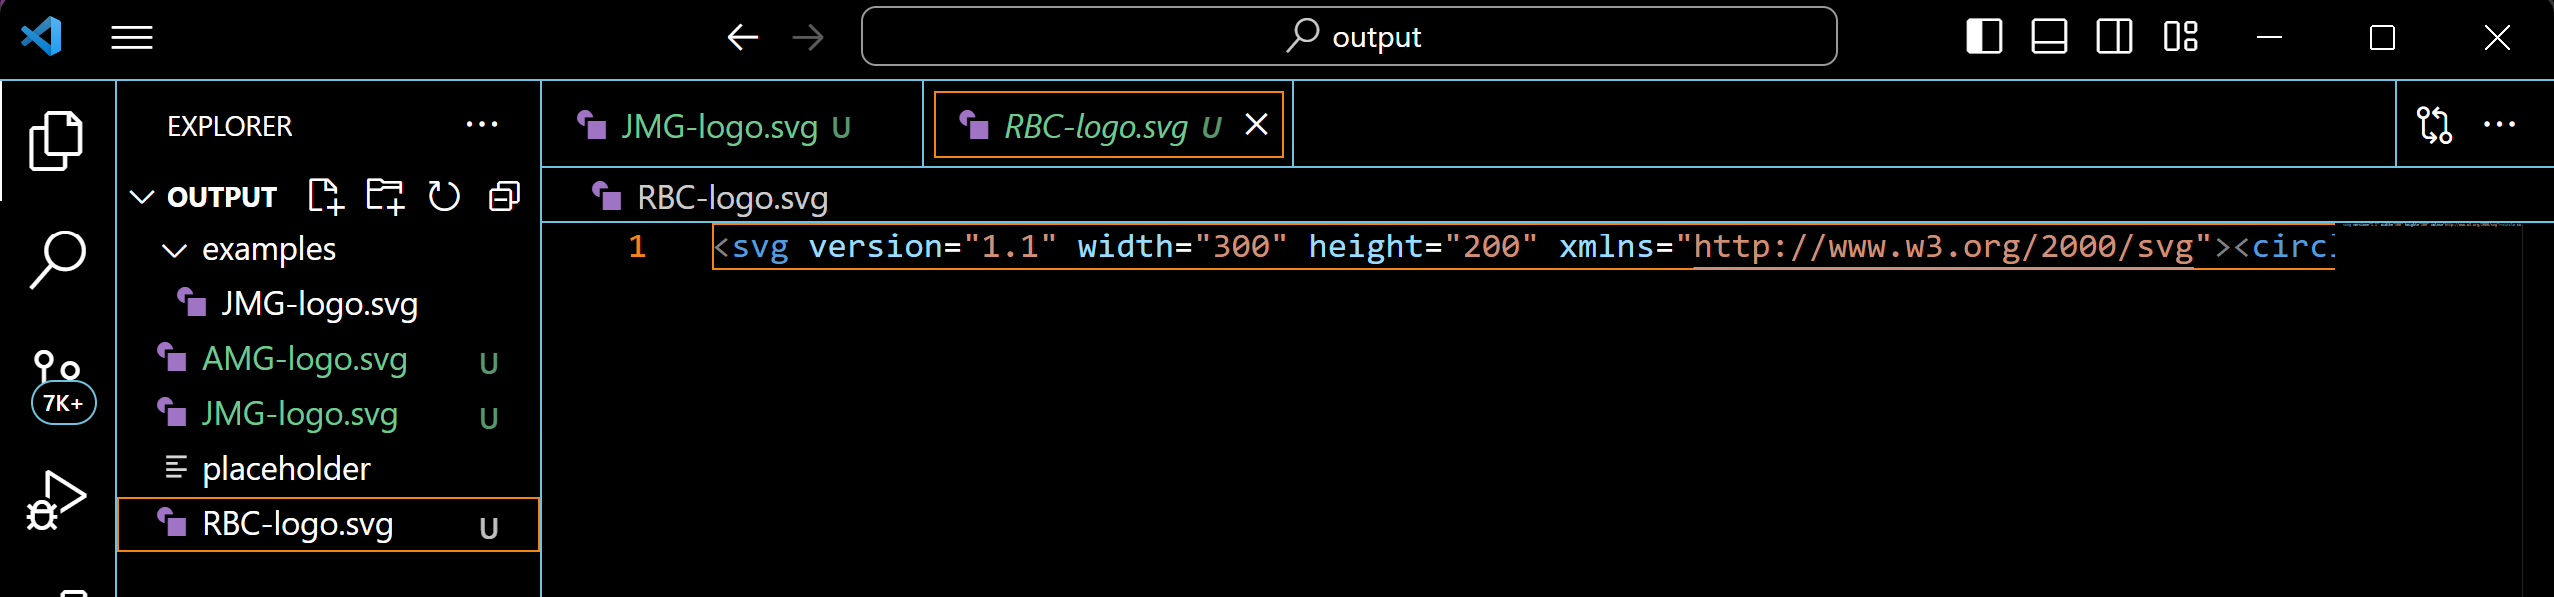 output
EXPLORER
OUTPUT
examples
JMG-logo.svg
AMG-logo.svg U
JMG-logo.svg U
placeholder
RBC-logo.svg U
7K+
JMG-logo.svg U
RBC-logo.svg U
RBC-logo.svg
1 <svg version="1.1" width="300" height="200" xmlns="http://www.w3.org/2000/svg"><circ